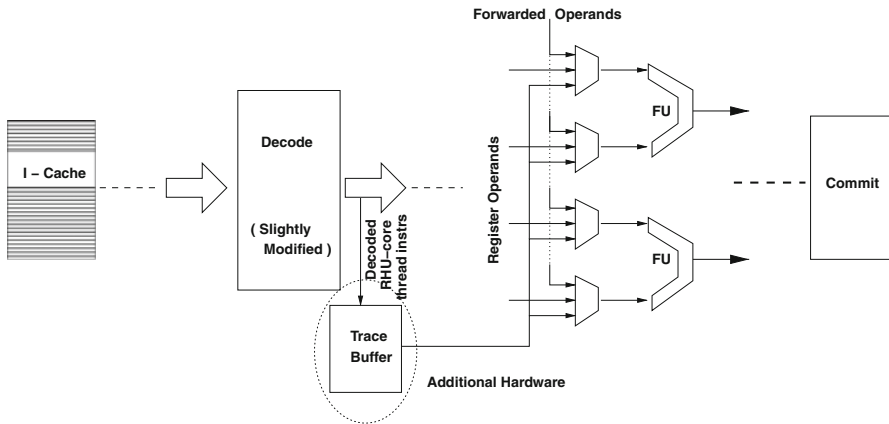 Forwarded Operands
I – Cache
Decode
( Slightly
Modified )
Decoded
RHU–core
thread instrs
Trace
Buffer
Additional Hardware
Register Operands
FU
FU
Commit